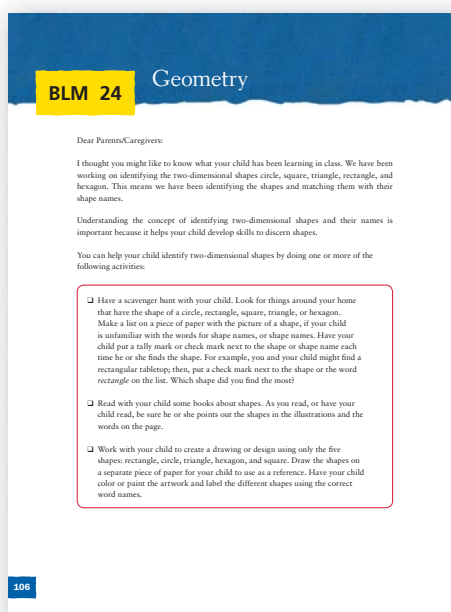 Geometry
BLM 24
Dear Parents/Caregivers:
I thought you might like to know what your child has been learning in class. We have been
working on identifying the two-dimensional shapes circle, square, triangle, rectangle, and
hexagon. This means we have been identifying the shapes and matching them with their
shape names.
Understanding the concept of identifying two-dimensional shapes and their names is
important because it helps your child develop skills to discern shapes.
You can help your child identify two-dimensional shapes by doing one or more of the
following activities:
❑ Have a scavenger hunt with your child. Look for things around your home
that have the shape of a circle, rectangle, square, triangle, or hexagon.
Make a list on a piece of paper with the picture of a shape, if your child
is unfamiliar with the words for shape names, or shape names. Have your
child put a tally mark or check mark next to the shape or shape name each
time he or she finds the shape. For example, you and your child might find a
rectangular tabletop; then, put a check mark next to the shape or the word
rectangle on the list. Which shape did you find the most?
❑ Read with your child some books about shapes. As you read, or have your
child read, be sure he or she points out the shapes in the illustrations and the
words on the page.
❑ Work with your child to create a drawing or design using only the five
shapes: rectangle, circle, triangle, hexagon, and square. Draw the shapes on
a separate piece of paper for your child to use as a reference. Have your child
color or paint the artwork and label the different shapes using the correct
word names.
106